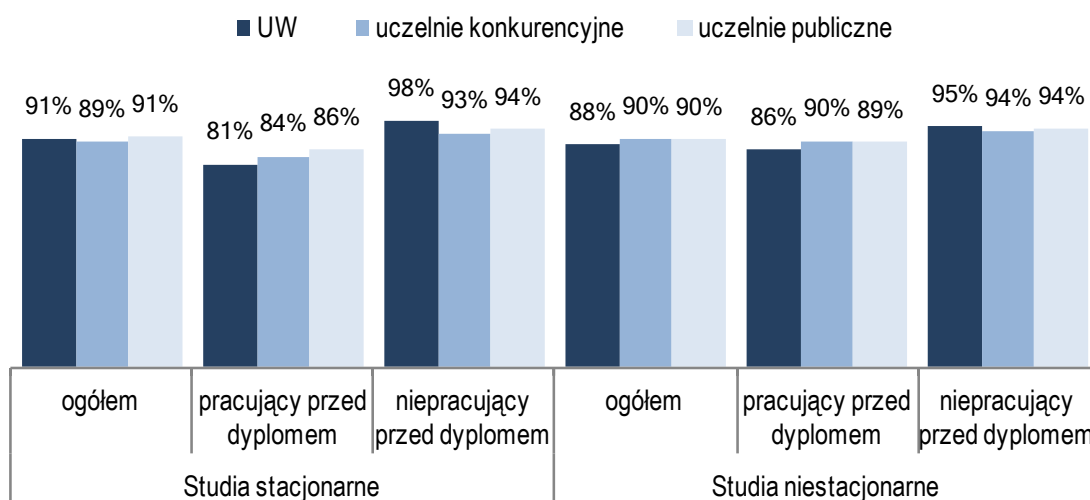 UW uczelnie konkurencyjne uczelnie publiczne
91% 89% 91% 81% 84% 86% 98% 93% 94% 88% 90% 90% 86% 90% 89% 95% 94% 94%
ogółem pracujący przed niepracujący ogółem pracujący przed niepracujący
dyplomem przed dyplomem dyplomem przed dyplomem
Studia stacjonarne Studia niestacjonarne